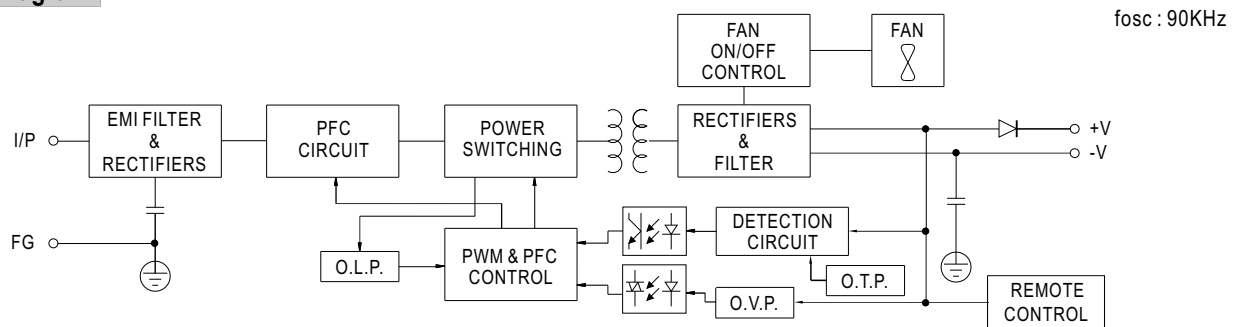 fosc : 90KHz
FAN
ON/OFF
CONTROL
FAN
I/P
EMI FILTER
&
RECTIFIERS
PFC
CIRCUIT
POWER
SWITCHING
RECTIFIERS
&
FILTER
+V
-V
FG
O.L.P.
PWM & PFC
CONTROL
DETECTION
CIRCUIT
O.T.P.
O.V.P.
REMOTE
CONTROL